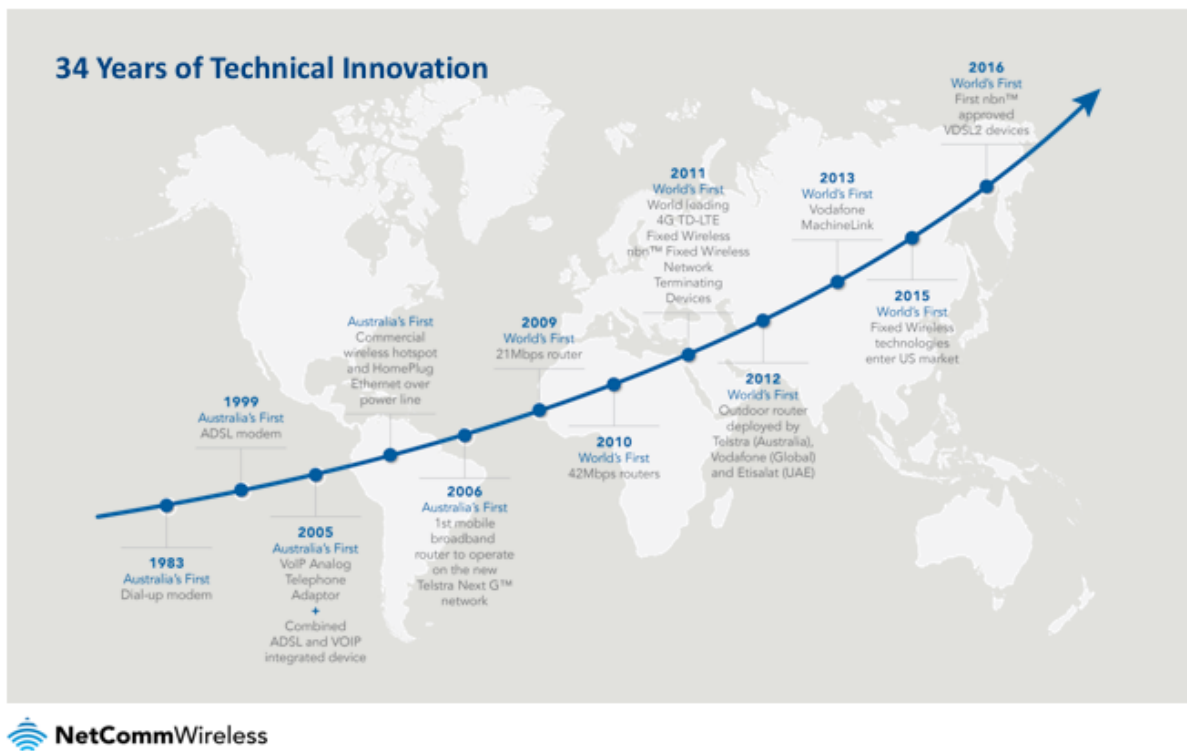 34 Years of Technical Innovation
1983
Australia's First
Dial-up modem
1999
Australia's First
ADSL modem
2005
Australia's First
VoIP Analog
Telephone
Adaptor
+
Combined
ADSL and VOIP
integrated device
Australia's First
Commercial
wireless hotspot
and HomePlug
Ethernet over
power line
2006
Australia's First
1st mobile
broadband
router to operate
on the new
Telstra Next G™
network
2009
World's First
21Mbps router
2010
World's First
42Mbps routers
2011
World's First
World leading
4G TD-LTE
Fixed Wireless
nbn™ Fixed Wireless
Network
Terminating
Devices
2012
World's First
Outdoor router
deployed by
Telstra (Australia),
Vodafone (Global)
and Etisalat (UAE)
2013
World's First
Vodafone
MachineLink
2015
World's First
Fixed Wireless
technologies
enter US market
2016
World's First
First nbn™
approved
VDSL2 devices
NetCommWireless